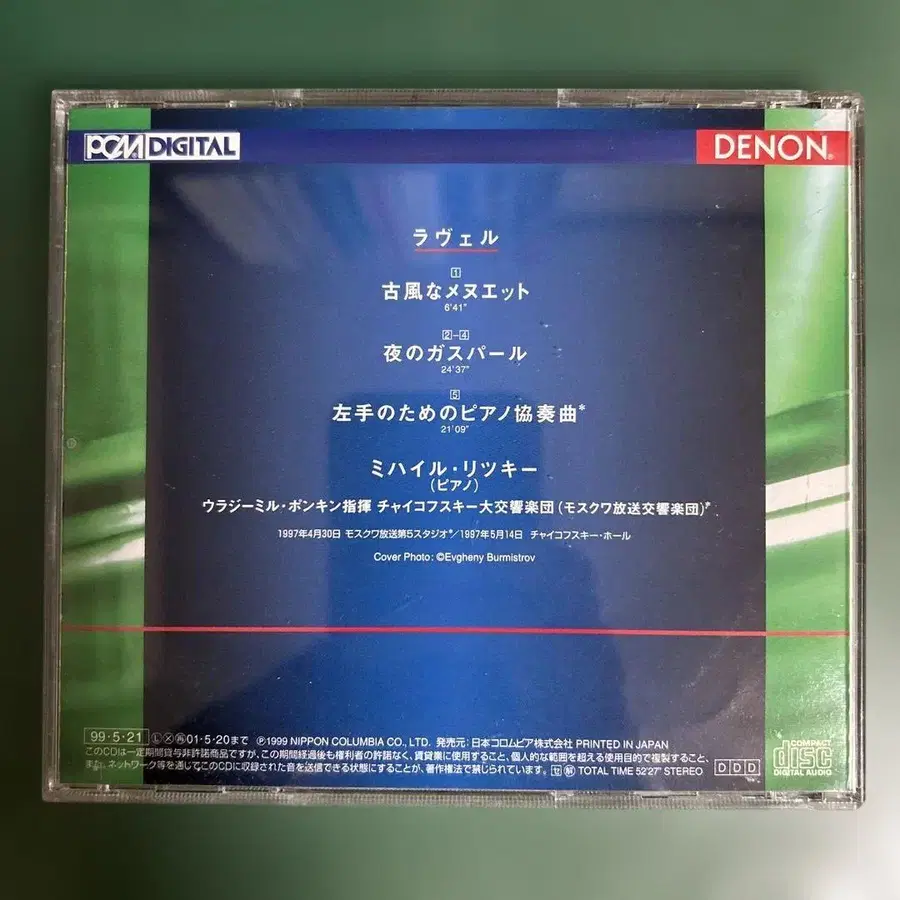 PCM DIGITAL
DENON
ラヴェル
1
古風なメヌエット
6'41"
2-4
夜のガスパール
24'37"
5
左手のためのピアノ協奏曲*
21'09"
ミハイル・リツキー
(ピアノ)
ウラジーミル・ポンキン指揮 チャイコフスキー大交響楽団 (モスクワ放送交響楽団)*
1997年4月30日 モスクワ放送第5スタジオ*/1997年5月14日 チャイコフスキー・ホール
Cover Photo: ©Evgheny Burmistrov
99・5・21 Ⓛ Ⓧ ㊞01・5・20まで ℗1999 NIPPON COLUMBIA CO., LTD. 発売元: 日本コロムビア株式会社 PRINTED IN JAPAN
このCDは一定期間貸与非許諾商品ですが、この期間経過後も権利者の許諾なく、賃貸業に使用すること、個人的な範囲を超える使用目的で複製すること、
また、ネットワーク等を通じてこのCDに収録された音を送信できる状態にすることが、著作権法で禁じられています。 TOTAL TIME 52'27" STEREO
DDD
COMPACT
disc
DIGITAL AUDIO